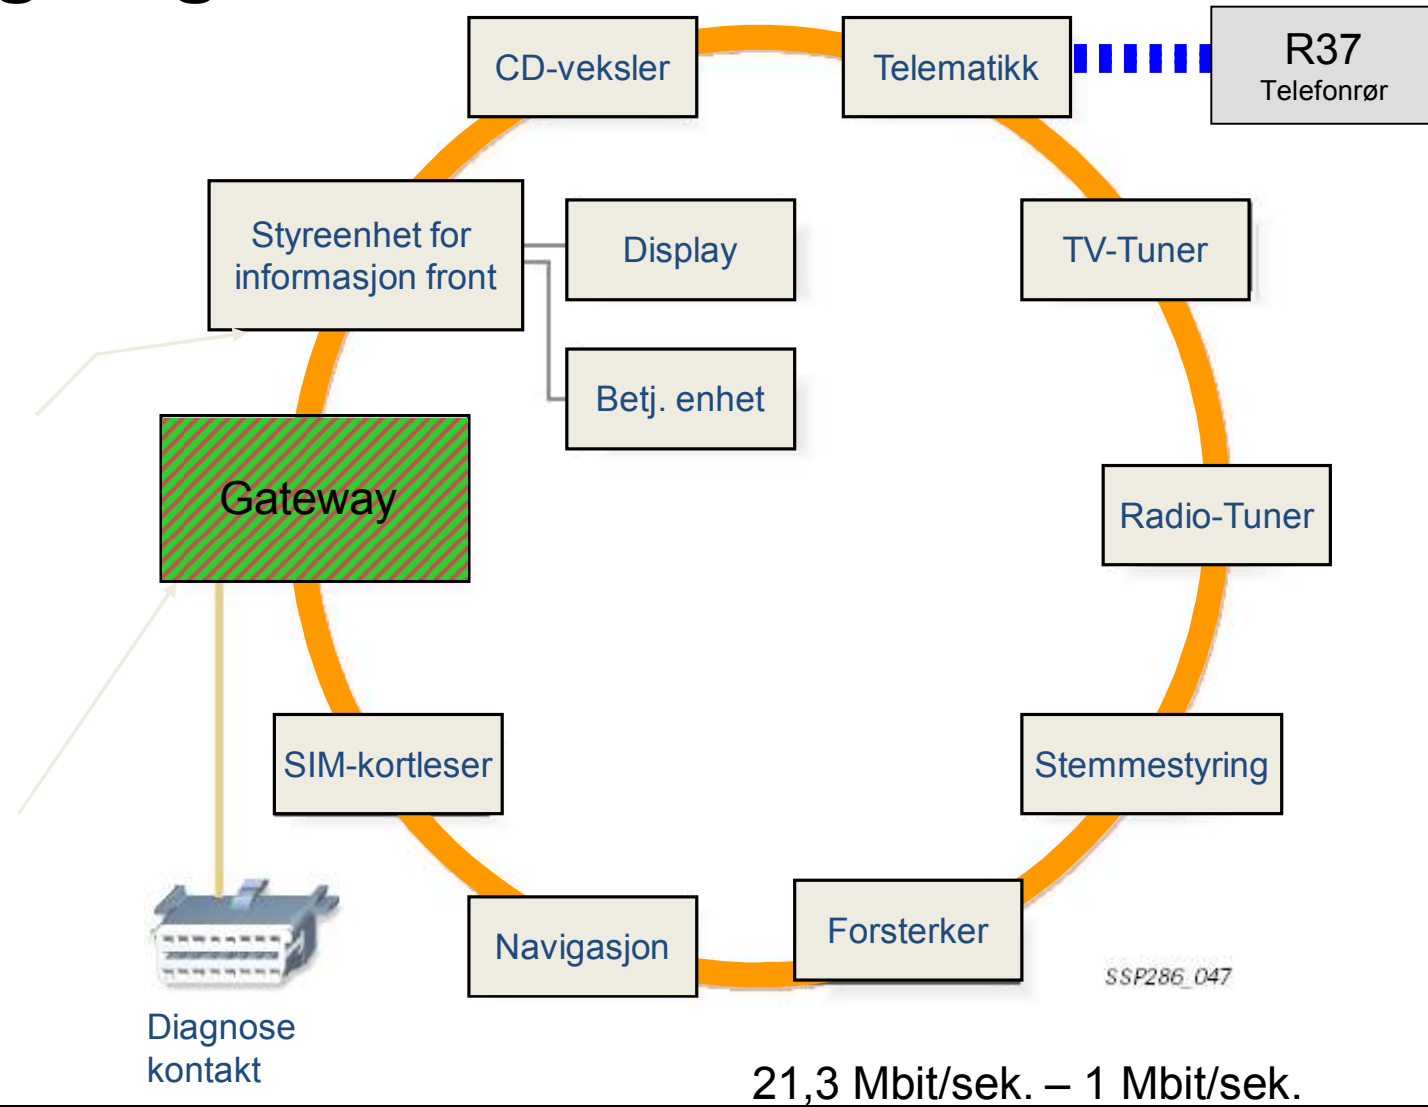 CD-veksler
Telematikk
R37
Telefonrør
Styreenhet for
informasjon front
Display
TV-Tuner
Betj. enhet
Gateway
Radio-Tuner
SIM-kortleser
Stemmestyring
Navigasjon
Forsterker
SSP286_047
Diagnose
kontakt
21,3 Mbit/sek. – 1 Mbit/sek.